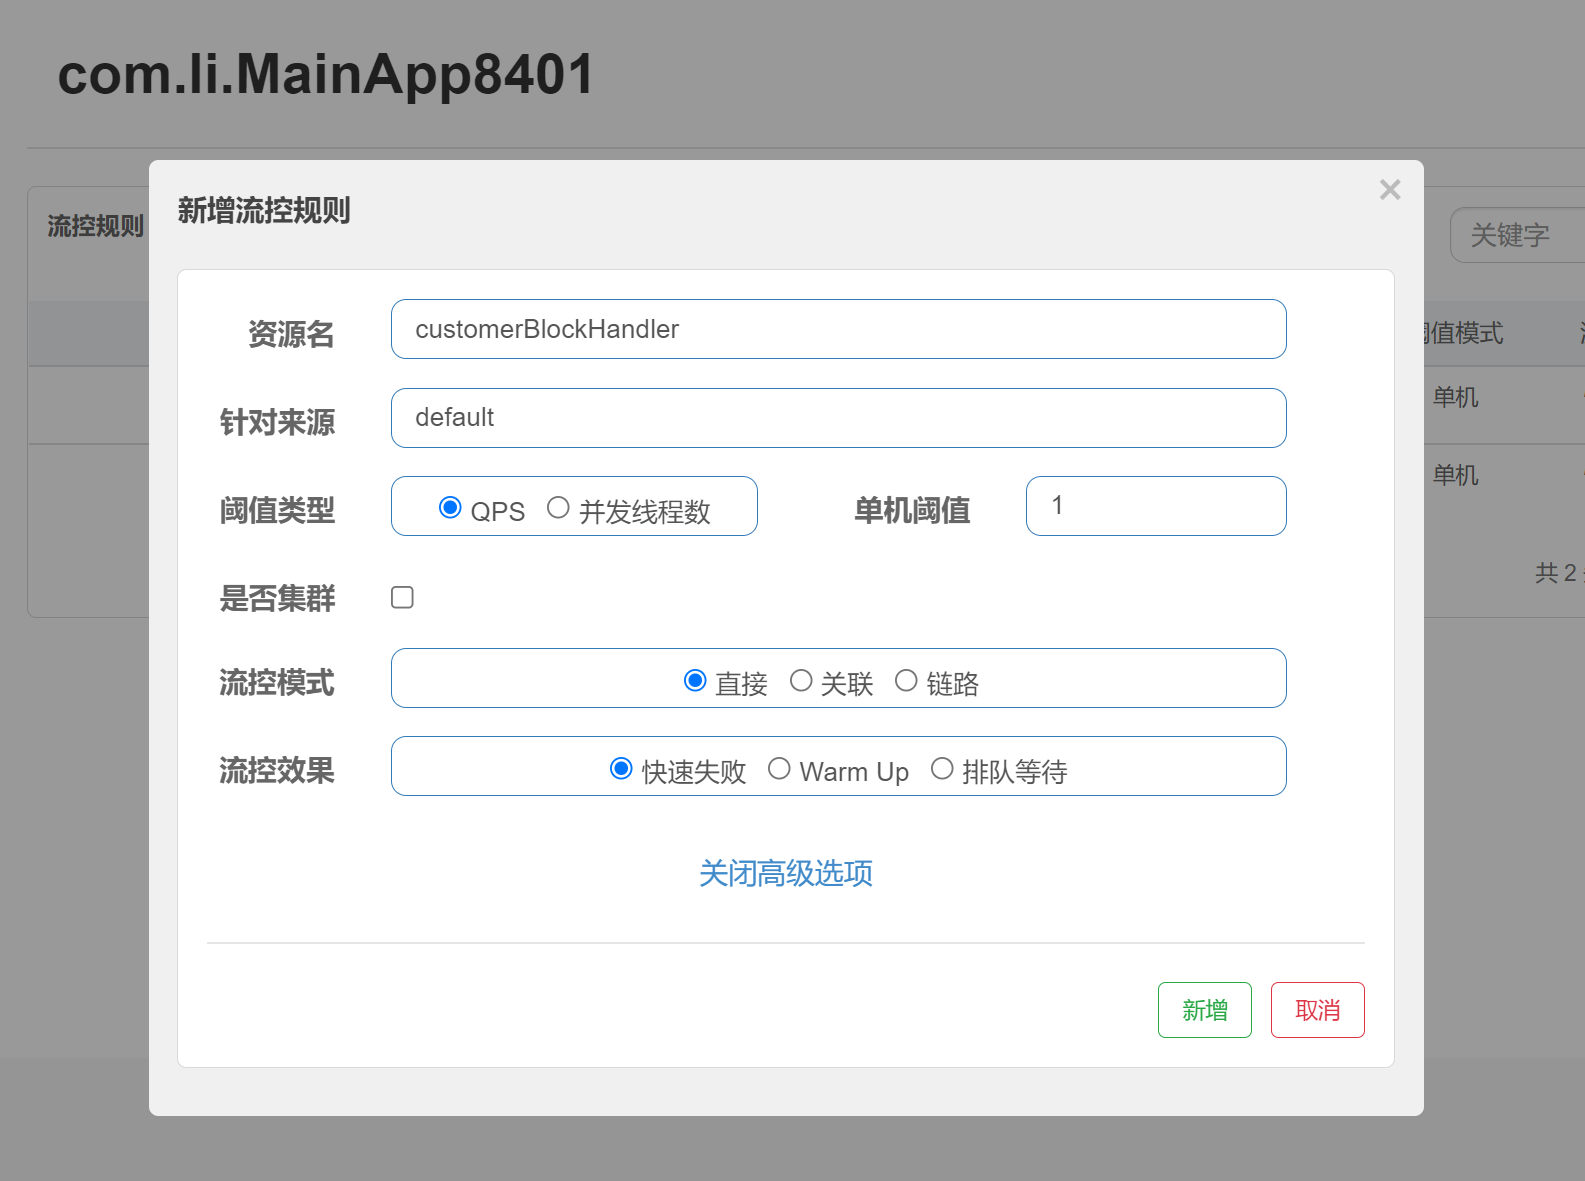 com.li.MainApp8401
流控规则
关键字
新增流控规则
资源名 customerBlockHandler
针对来源 default
阈值类型 QPS 并发线程数 单机阈值 1
是否集群
流控模式 直接 关联 链路
流控效果 快速失败 Warm Up 排队等待
关闭高级选项
新增 取消
值模式
单机
单机
共 2